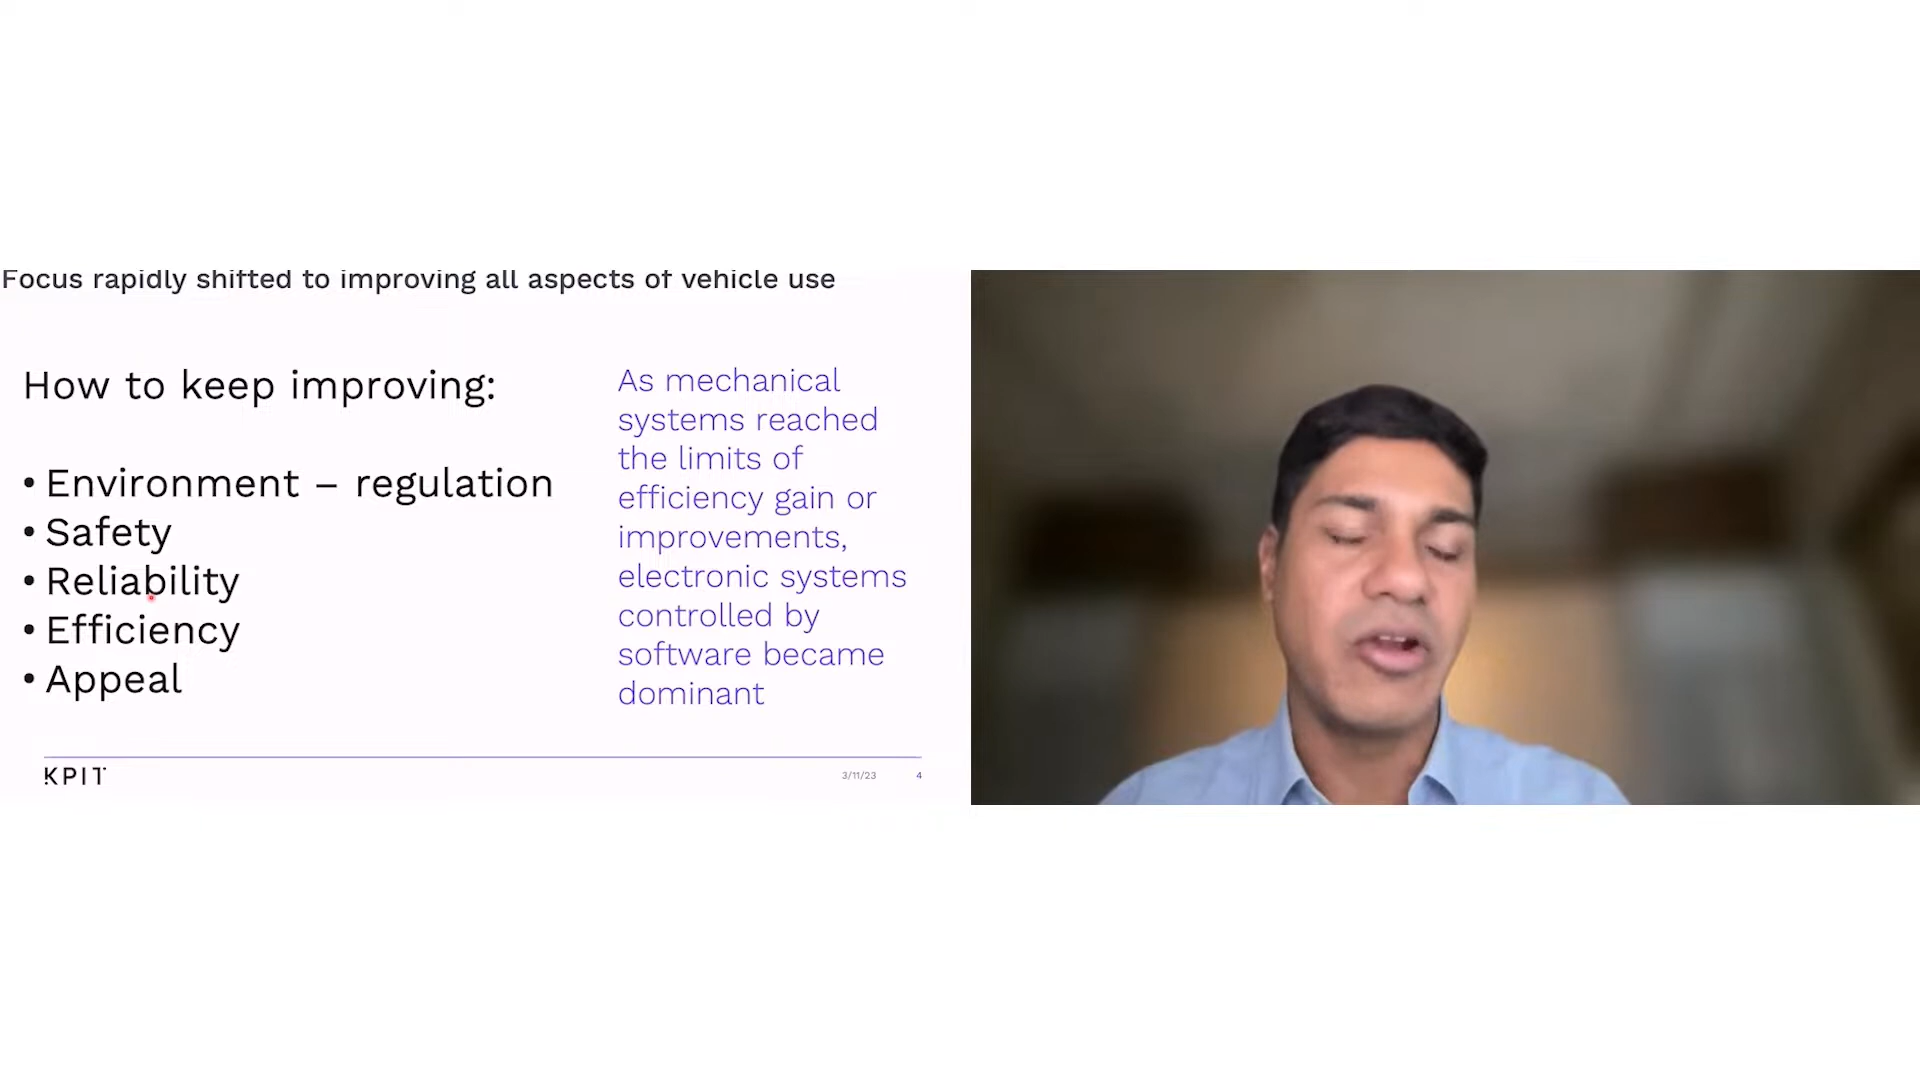 Focus rapidly shifted to improving all aspects of vehicle use
How to keep improving:
• Environment – regulation
• Safety
• Reliability
• Efficiency
• Appeal
As mechanical
systems reached
the limits of
efficiency gain or
improvements,
electronic systems
controlled by
software became
dominant
KPIT
3/11/23
4